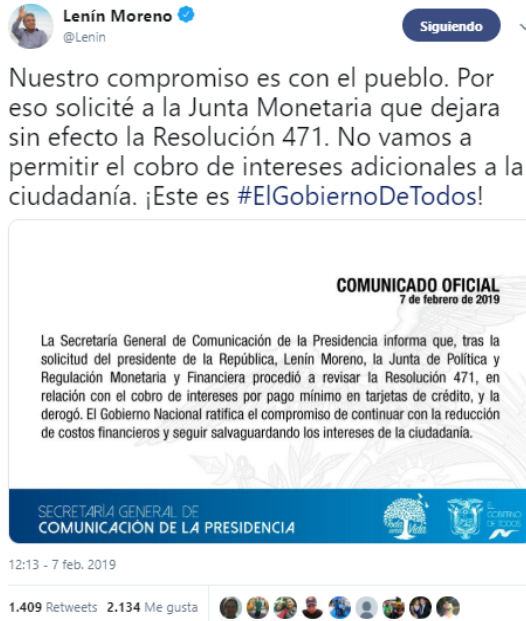 Lenín Moreno
@Lenin
Siguiendo
Nuestro compromiso es con el pueblo. Por
eso solicité a la Junta Monetaria que dejara
sin efecto la Resolución 471. No vamos a
permitir el cobro de intereses adicionales a la
ciudadanía. ¡Este es #ElGobiernoDeTodos!
COMUNICADO OFICIAL
7 de febrero de 2019
La Secretaría General de Comunicación de la Presidencia informa que, tras la
solicitud del presidente de la República, Lenín Moreno, la Junta de Política y
Regulación Monetaria y Financiera procedió a revisar la Resolución 471, en
relación con el cobro de intereses por pago mínimo en tarjetas de crédito, y la
derogó. El Gobierno Nacional ratifica el compromiso de continuar con la reducción
de costos financieros y seguir salvaguardando los intereses de la ciudadanía.
SECRETARÍA GENERAL DE
COMUNICACIÓN DE LA PRESIDENCIA
Toda una Vida
EL
GOBIERNO
DE TODOS
12:13 - 7 feb. 2019
1.409 Retweets 2.134 Me gusta